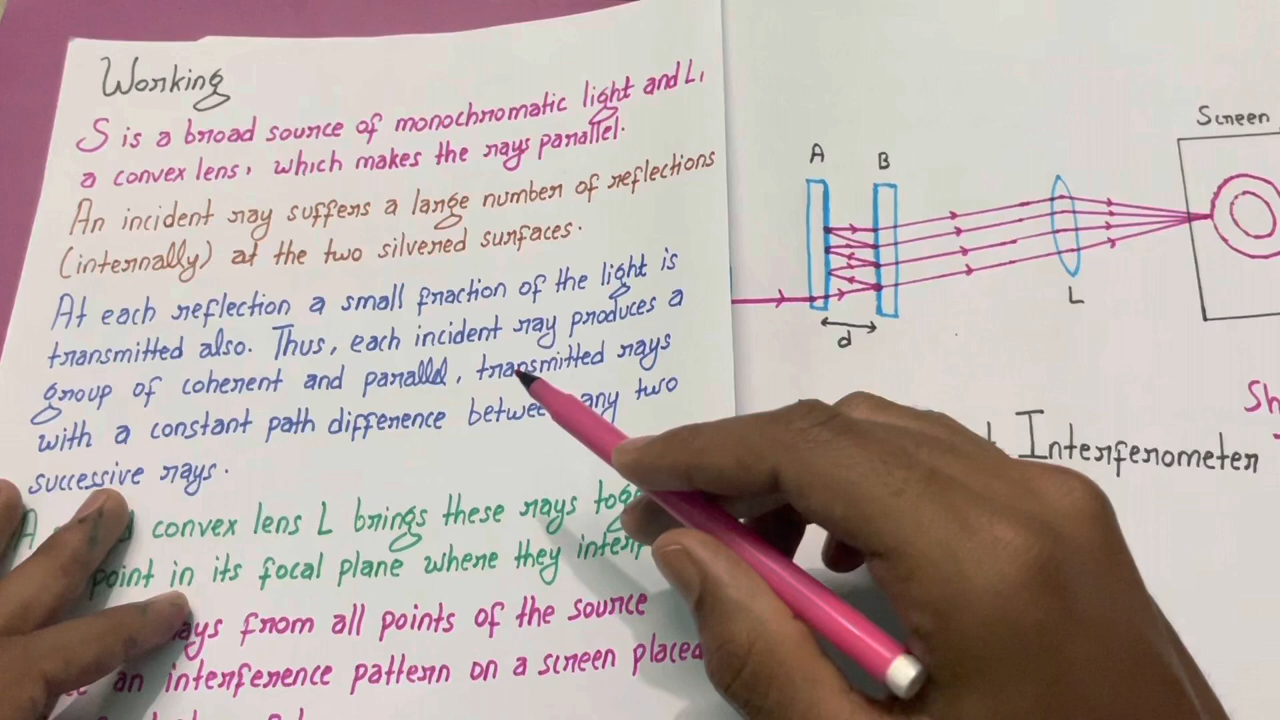 Working
S is a broad source of monochromatic light and L1
a convex lens, which makes the rays parallel.
An incident ray suffers a large number of reflections
(internally) at the two silvered surfaces.
At each reflection a small fraction of the light is
transmitted also. Thus, each incident ray produces a
group of coherent and parallel, transmitted rays
with a constant path difference between any two
successive rays.
A convex lens L brings these rays
point in its focal plane where they
from all points of the source
an interference pattern on a screen placed
Screen
A
B
L
d
Interferometer